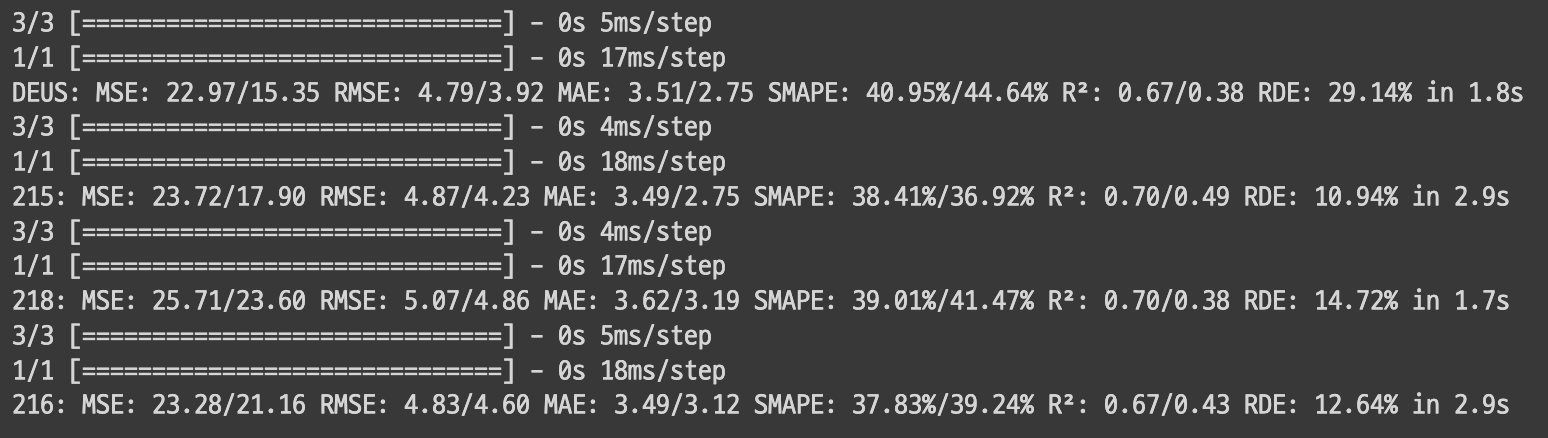 3/3 [==============================] - 0s 5ms/step
1/1 [==============================] - 0s 17ms/step
DEUS: MSE: 22.97/15.35 RMSE: 4.79/3.92 MAE: 3.51/2.75 SMAPE: 40.95%/44.64% R²: 0.67/0.38 RDE: 29.14% in 1.8s
3/3 [==============================] - 0s 4ms/step
1/1 [==============================] - 0s 18ms/step
215: MSE: 23.72/17.90 RMSE: 4.87/4.23 MAE: 3.49/2.75 SMAPE: 38.41%/36.92% R²: 0.70/0.49 RDE: 10.94% in 2.9s
3/3 [==============================] - 0s 4ms/step
1/1 [==============================] - 0s 17ms/step
218: MSE: 25.71/23.60 RMSE: 5.07/4.86 MAE: 3.62/3.19 SMAPE: 39.01%/41.47% R²: 0.70/0.38 RDE: 14.72% in 1.7s
3/3 [==============================] - 0s 5ms/step
1/1 [==============================] - 0s 18ms/step
216: MSE: 23.28/21.16 RMSE: 4.83/4.60 MAE: 3.49/3.12 SMAPE: 37.83%/39.24% R²: 0.67/0.43 RDE: 12.64% in 2.9s